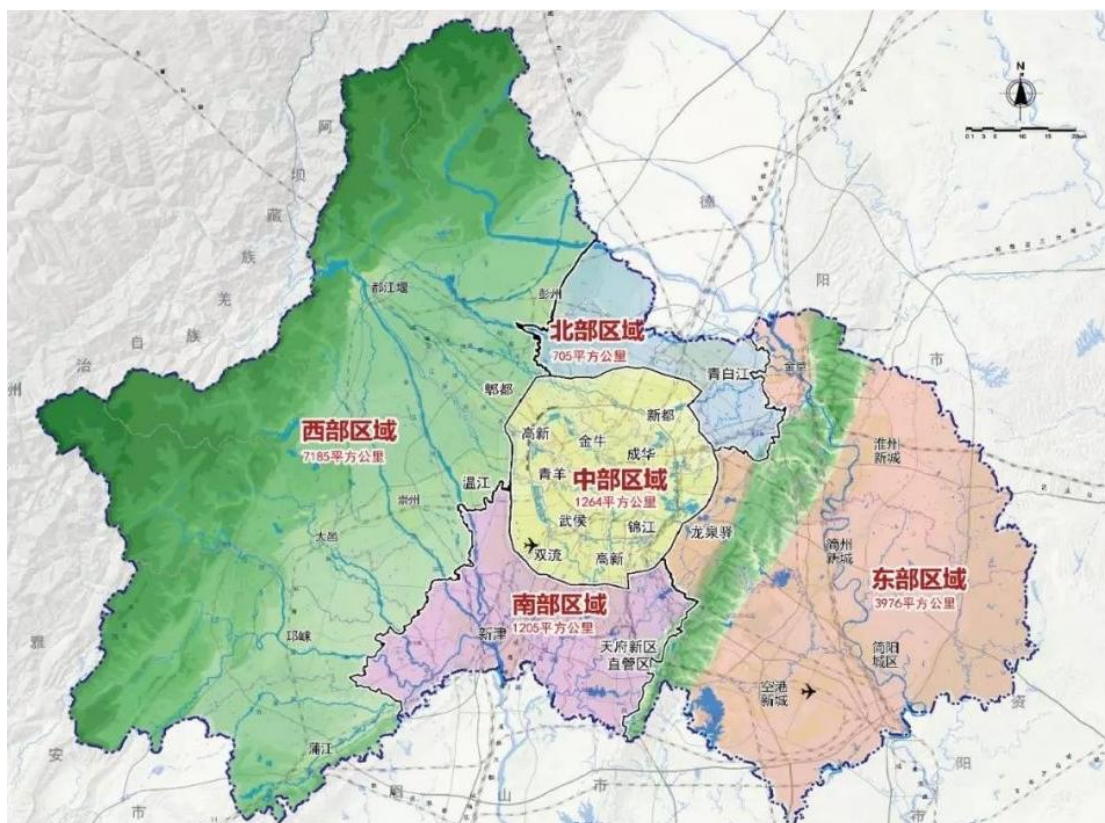 N
阿
坝
藏
族
羌
族
自
治
州
德
阳
市
都江堰
彭州
北部区域
705平方公里
青白江
金堂
郫都
新都
西部区域
7185平方公里
高新
金牛
成华
淮州
新城
青羊
中部区域
1264平方公里
温江
崇州
武侯
锦江
龙泉驿
大邑
双流
高新
简州
新城
东部区域
3976平方公里
南部区域
1205平方公里
新津
天府新区
直管区
简阳
城区
邛崃
空港
新城
蒲江
雅
安
市
眉
山
市
资
阳
市